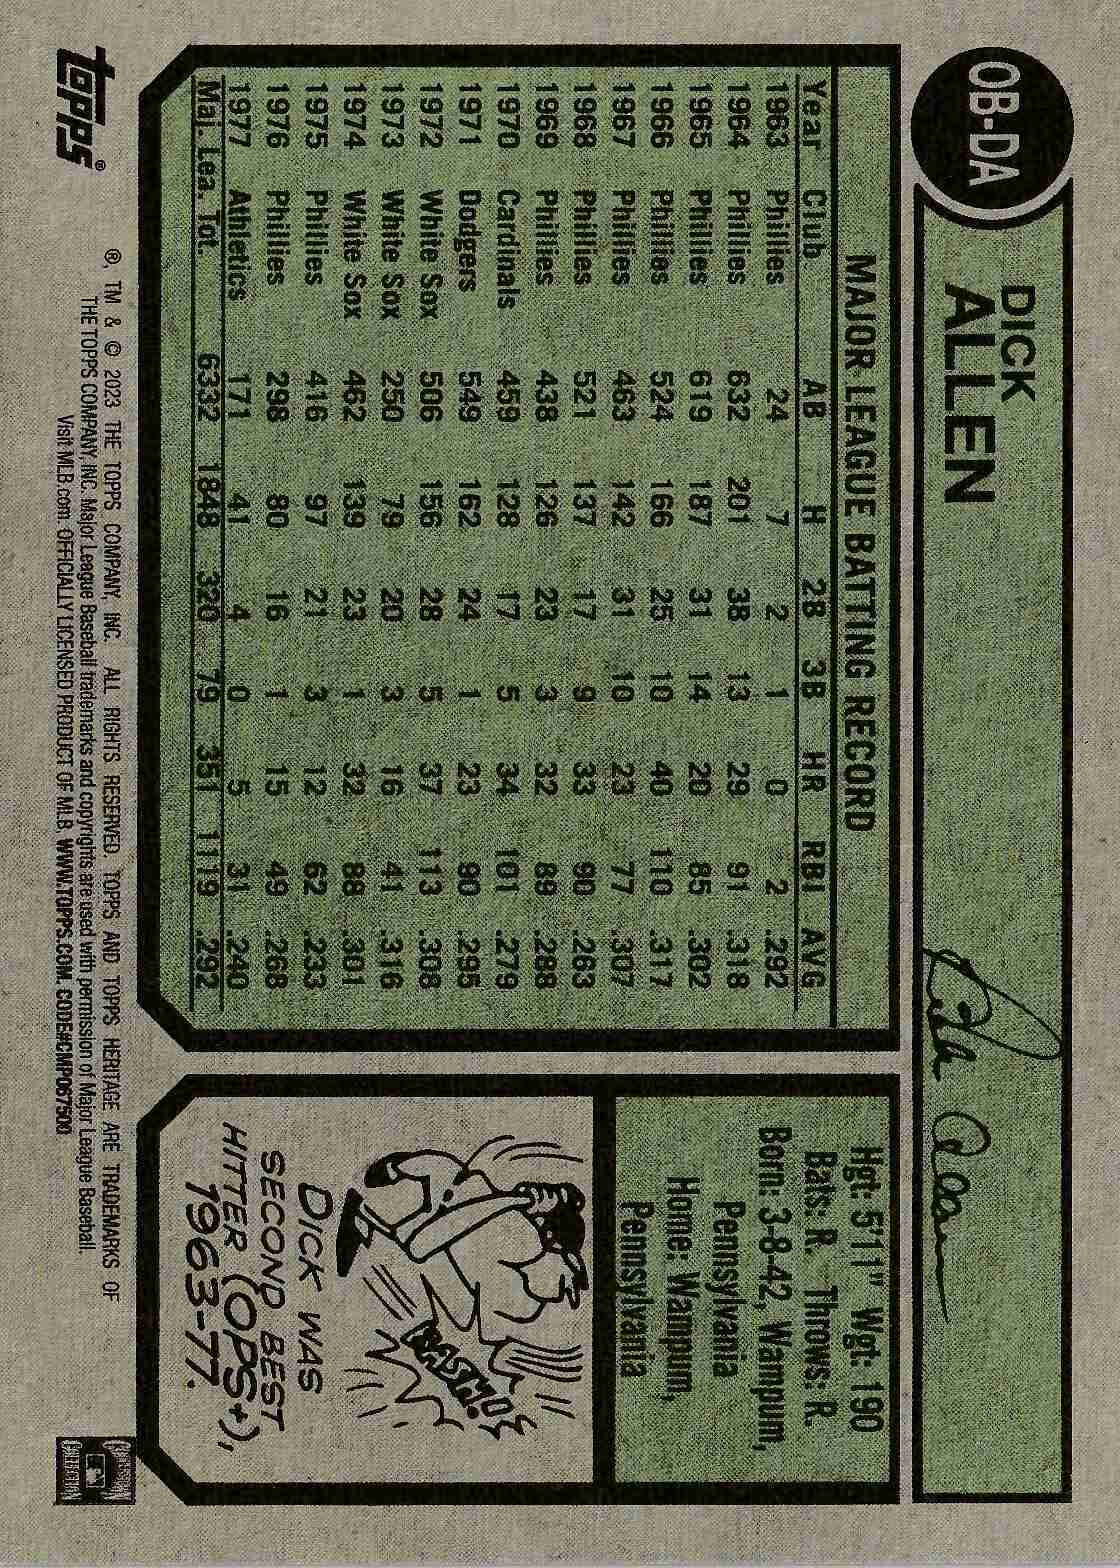 OB-DA
DICK
ALLEN
Dick Allen
MAJOR LEAGUE BATTING RECORD
Year Club AB H 2B 3B HR RBI AVG
1963 Phillies 24 7 2 1 0 2 .292
1964 Phillies 632 201 38 13 29 91 .318
1965 Phillies 619 187 31 14 20 85 .302
1966 Phillies 524 166 25 10 40 110 .317
1967 Phillies 463 142 31 10 23 77 .307
1968 Phillies 521 137 17 9 33 90 .263
1969 Phillies 438 126 23 3 32 89 .288
1970 Cardinals 459 128 17 5 34 101 .279
1971 Dodgers 549 162 24 1 23 90 .295
1972 White Sox 506 156 28 5 37 113 .308
1973 White Sox 250 79 20 3 16 41 .316
1974 White Sox 462 139 23 1 32 88 .301
1975 Phillies 416 97 21 3 12 62 .233
1976 Phillies 298 80 16 1 15 49 .268
1977 Athletics 171 41 4 0 5 31 .240
Maj. Lea. Tot. 6332 1848 320 79 351 1119 .292
Hgt: 5'11" Wgt: 190
Bats: R. Throws: R.
Born: 3-8-42, Wampum,
Pennsylvania
Home: Wampum,
Pennsylvania
DICK WAS
SECOND BEST
HITTER (OPS+),
1963-77.
topps®
®, TM & © 2023 THE TOPPS COMPANY, INC. ALL RIGHTS RESERVED. TOPPS AND TOPPS HERITAGE ARE TRADEMARKS OF
THE TOPPS COMPANY, INC. Major League Baseball trademarks and copyrights are used with permission of Major League Baseball.
Visit MLB.com OFFICIALLY LICENSED PRODUCT OF MLB. WWW.TOPPS.COM. CODE#CMP067500